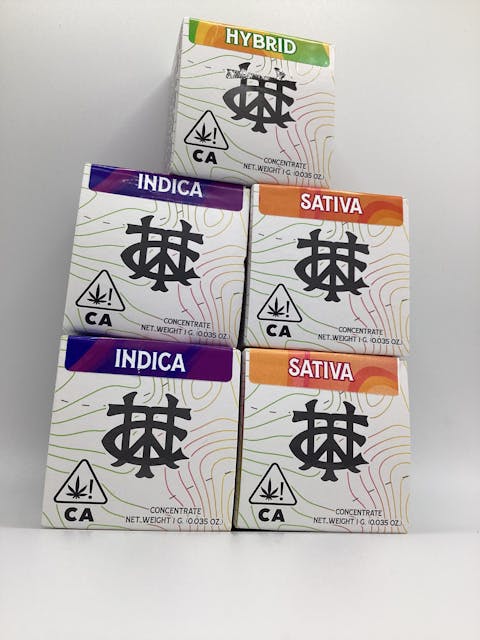 HYBRID
CA
CONCENTRATE
NET.WEIGHT 1 G. (0.035 OZ.)
INDICA
CA
CONCENTRATE
NET.WEIGHT 1 G. (0.035 OZ.)
SATIVA
CA
CONCENTRATE
NET.WEIGHT 1 G. (0.035 OZ.)
INDICA
CA
CONCENTRATE
NET.WEIGHT 1 G. (0.035 OZ.)
SATIVA
CA
CONCENTRATE
NET.WEIGHT 1 G. (0.035 OZ.)